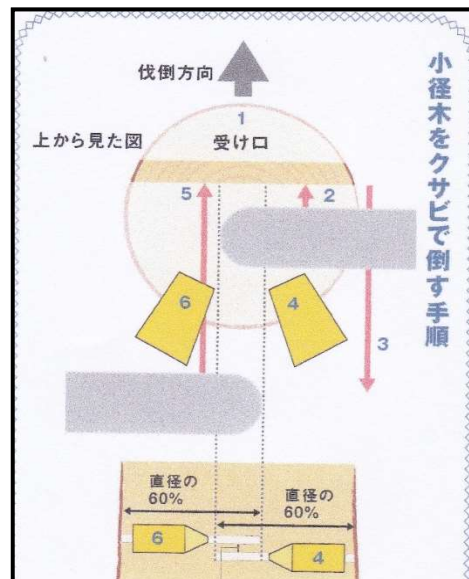 小径木をクサビで倒す手順
伐倒方向
1
上から見た図
受け口
5
2
6
4
3
直径の
60%
直径の
60%
6
4